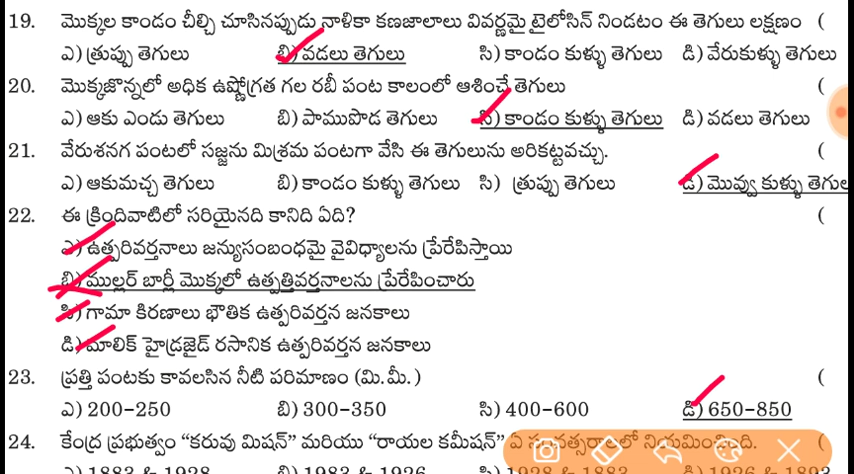 19. మొక్కల కాండం చీల్చి చూసినప్పుడు నాళికా కణజాలాలు వివర్ణమై టైలోసిన్ నిండటం ఈ తెగులు లక్షణం (
ఎ) త్రుప్పు తెగులు బి) వడలు తెగులు సి) కాండం కుళ్ళు తెగులు డి) వేరుకుళ్ళు తెగులు
20. మొక్కజొన్నలో అధిక ఉష్ణోగ్రత గల రబీ పంట కాలంలో ఆశించే తెగులు (
ఎ) ఆకు ఎండు తెగులు బి) పాముపొడ తెగులు సి) కాండం కుళ్ళు తెగులు డి) వడలు తెగులు
21. వేరుశనగ పంటలో సజ్జను మిశ్రమ పంటగా వేసి ఈ తెగులును అరికట్టవచ్చు. (
ఎ) ఆకుమచ్చ తెగులు బి) కాండం కుళ్ళు తెగులు సి) త్రుప్పు తెగులు డి) మొవ్వు కుళ్ళు తెగుల
22. ఈ క్రిందివాటిలో సరియైనది కానిది ఏది? (
ఎ) ఉత్పరివర్తనాలు జన్యుసంబంధమై వైవిధ్యాలను ప్రేరేపిస్తాయి
బి) ముల్లర్ బార్లీ మొక్కలో ఉత్పత్తివర్తనాలను ప్రేరేపించారు
సి) గామా కిరణాలు భౌతిక ఉత్పరివర్తన జనకాలు
డి) మాలిక్ హైడ్రజైడ్ రసానిక ఉత్పరివర్తన జనకాలు
23. ప్రత్తి పంటకు కావలసిన నీటి పరిమాణం (మి.మీ.) (
ఎ) 200-250 బి) 300-350 సి) 400-600 డి) 650-850
24. కేంద్ర ప్రభుత్వం “కరువు మిషన్” మరియు “రాయల కమీషన్” ఏ సంవత్సరాలలో నియమించింది. (